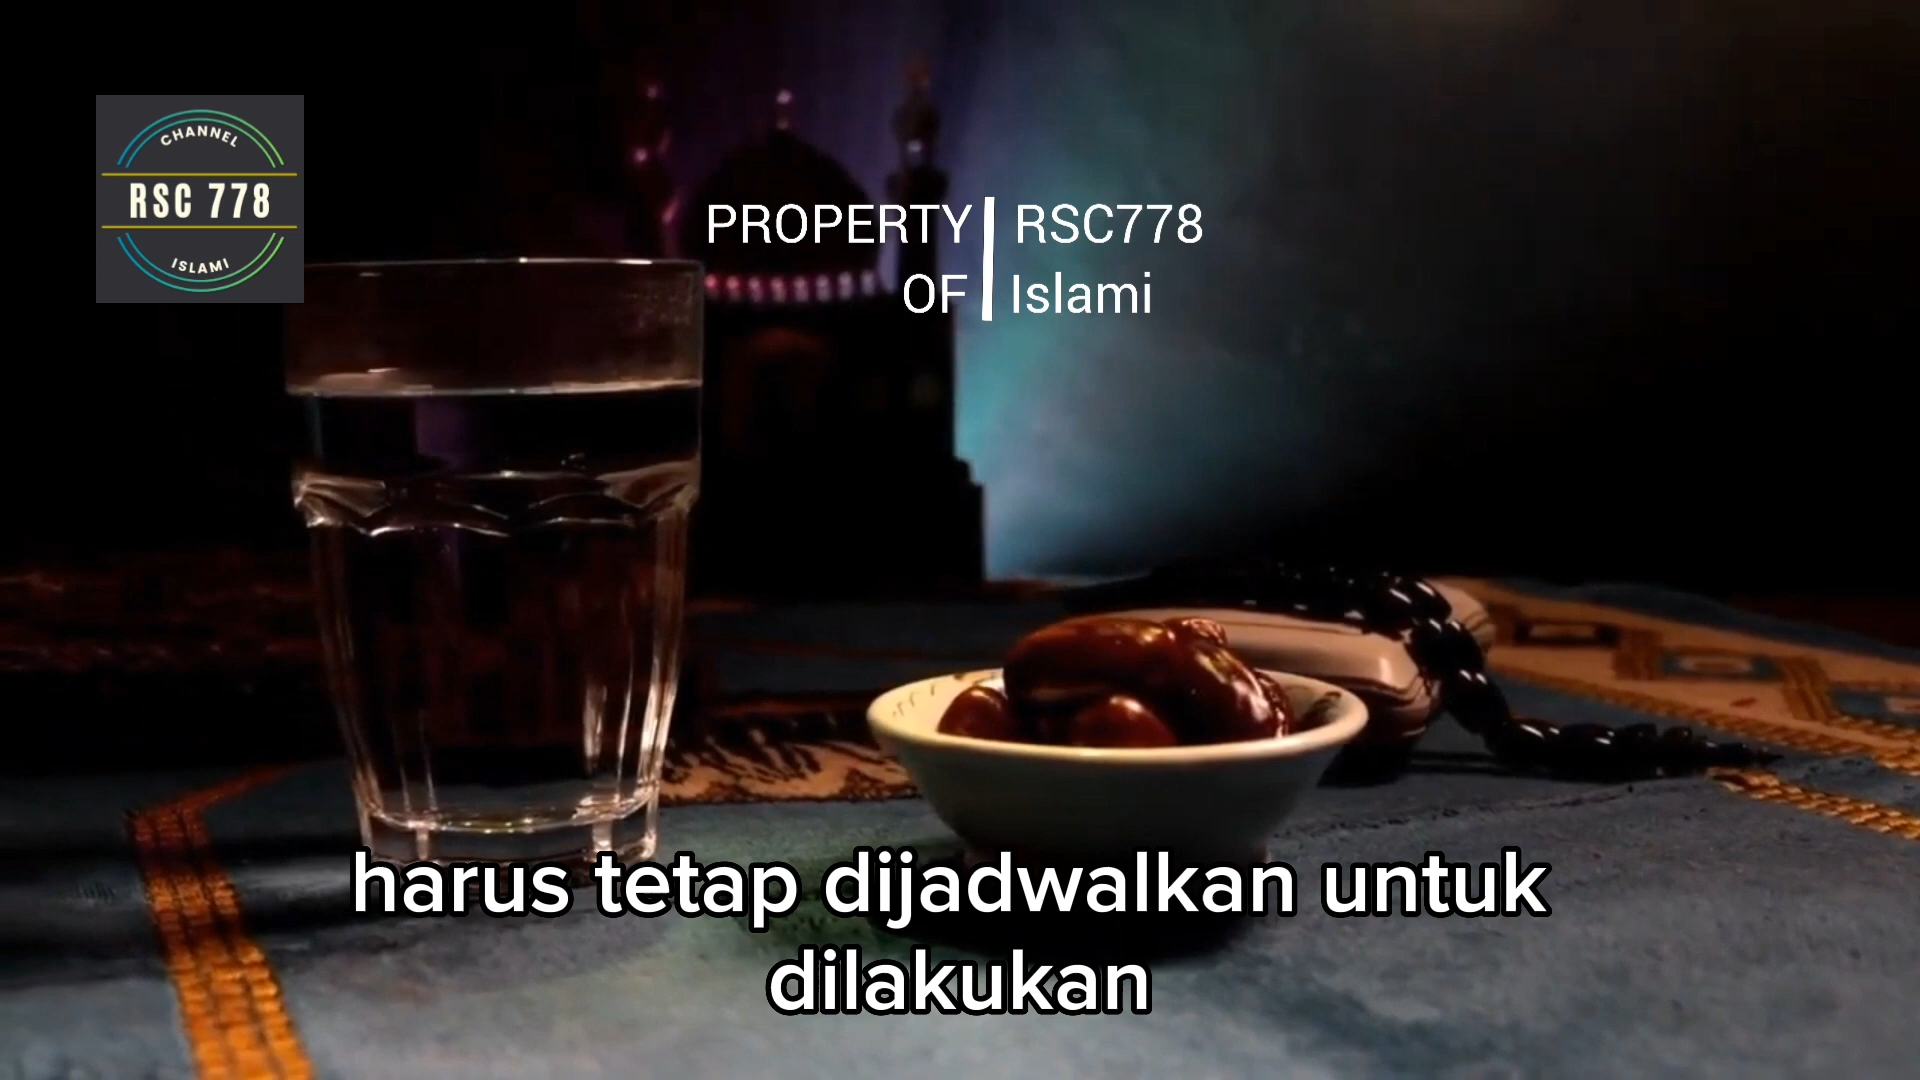 CHANNEL
RSC 778
ISLAMI
PROPERTY RSC778
OF Islami
harus tetap dijadwalkan untuk
dilakukan